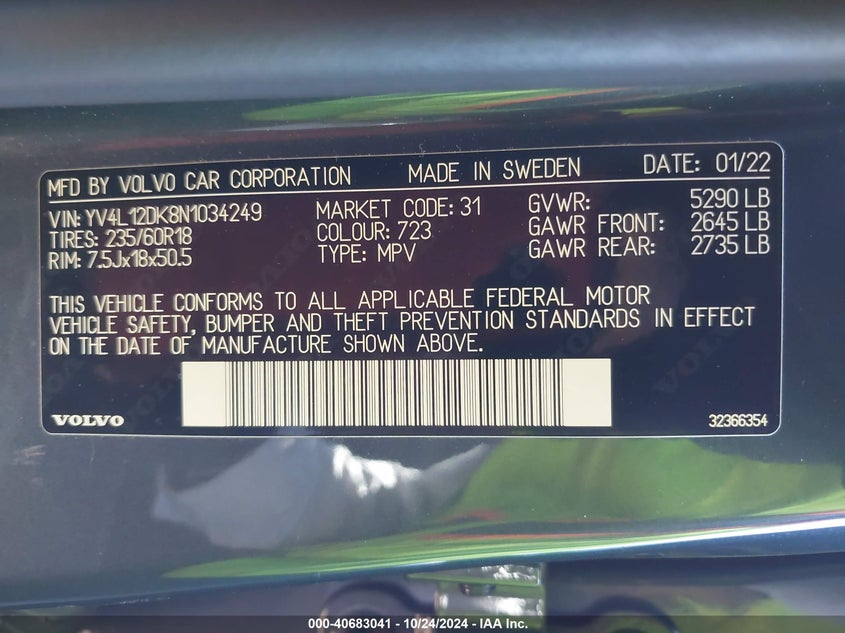 MFD BY VOLVO CAR CORPORATION MADE IN SWEDEN DATE: 01/22
VIN: YV4L12DK8N1034249 MARKET CODE: 31 GVWR: 5290 LB
TIRES: 235/60R18 COLOUR: 723 GAWR FRONT: 2645 LB
RIM: 7.5Jx18x50.5 TYPE: MPV GAWR REAR: 2735 LB
THIS VEHICLE CONFORMS TO ALL APPLICABLE FEDERAL MOTOR
VEHICLE SAFETY, BUMPER AND THEFT PREVENTION STANDARDS IN EFFECT
ON THE DATE OF MANUFACTURE SHOWN ABOVE.
VOLVO 32366354
000-40683041 - 10/24/2024 - IAA Inc.